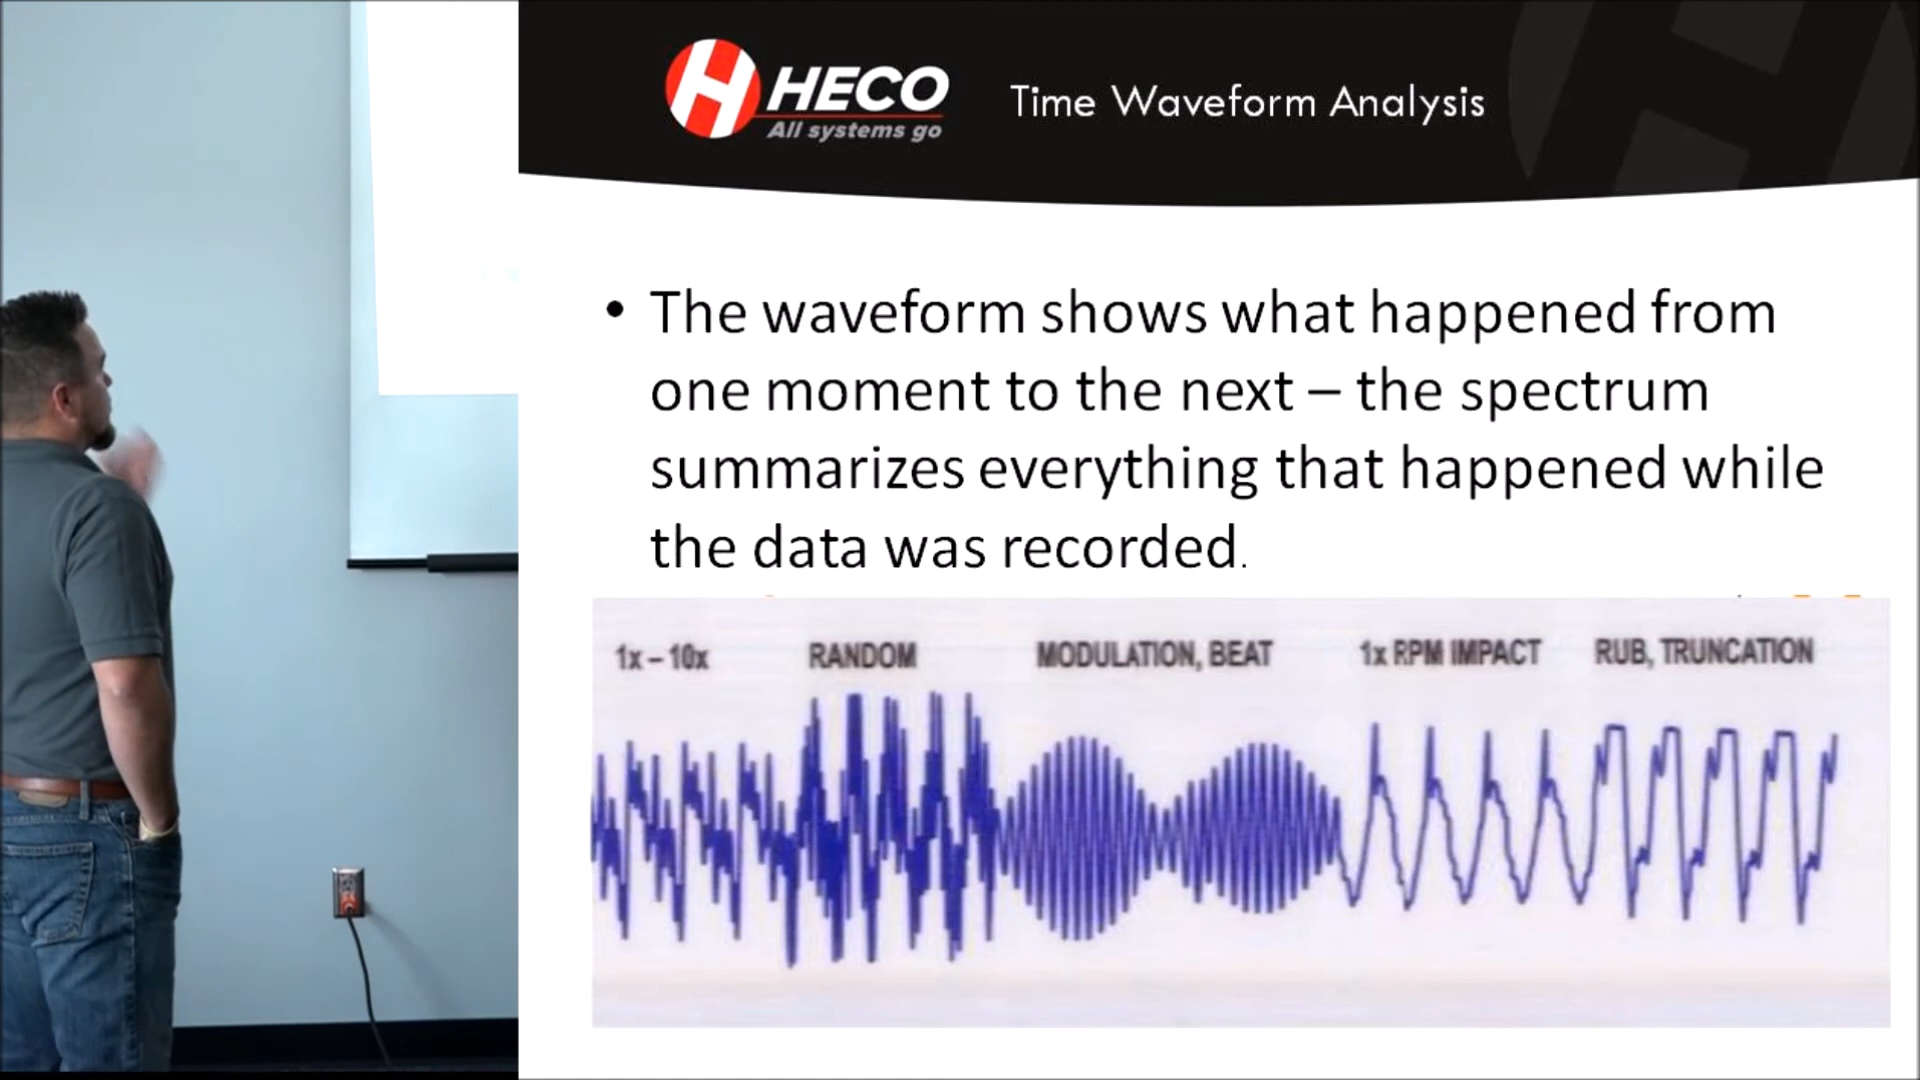 HECO
All systems go
Time Waveform Analysis
• The waveform shows what happened from
one moment to the next – the spectrum
summarizes everything that happened while
the data was recorded.
1x – 10x RANDOM MODULATION, BEAT 1x RPM IMPACT RUB, TRUNCATION